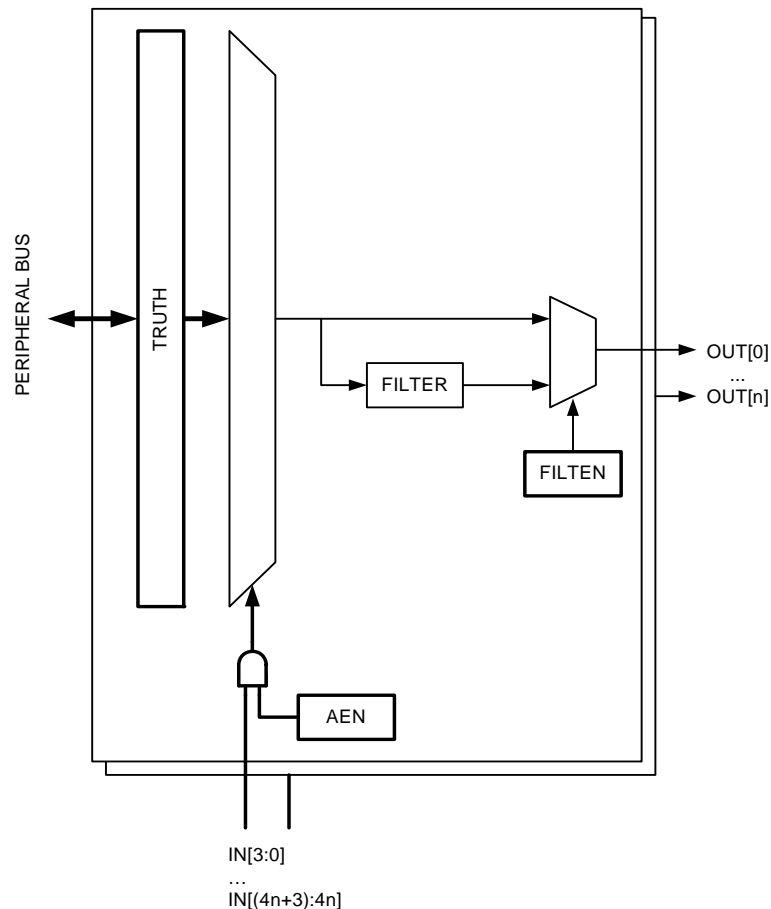 PERIPHERAL BUS
TRUTH
FILTER
OUT[0]
...
OUT[n]
FILTEN
AEN
IN[3:0]
...
IN[(4n+3):4n]